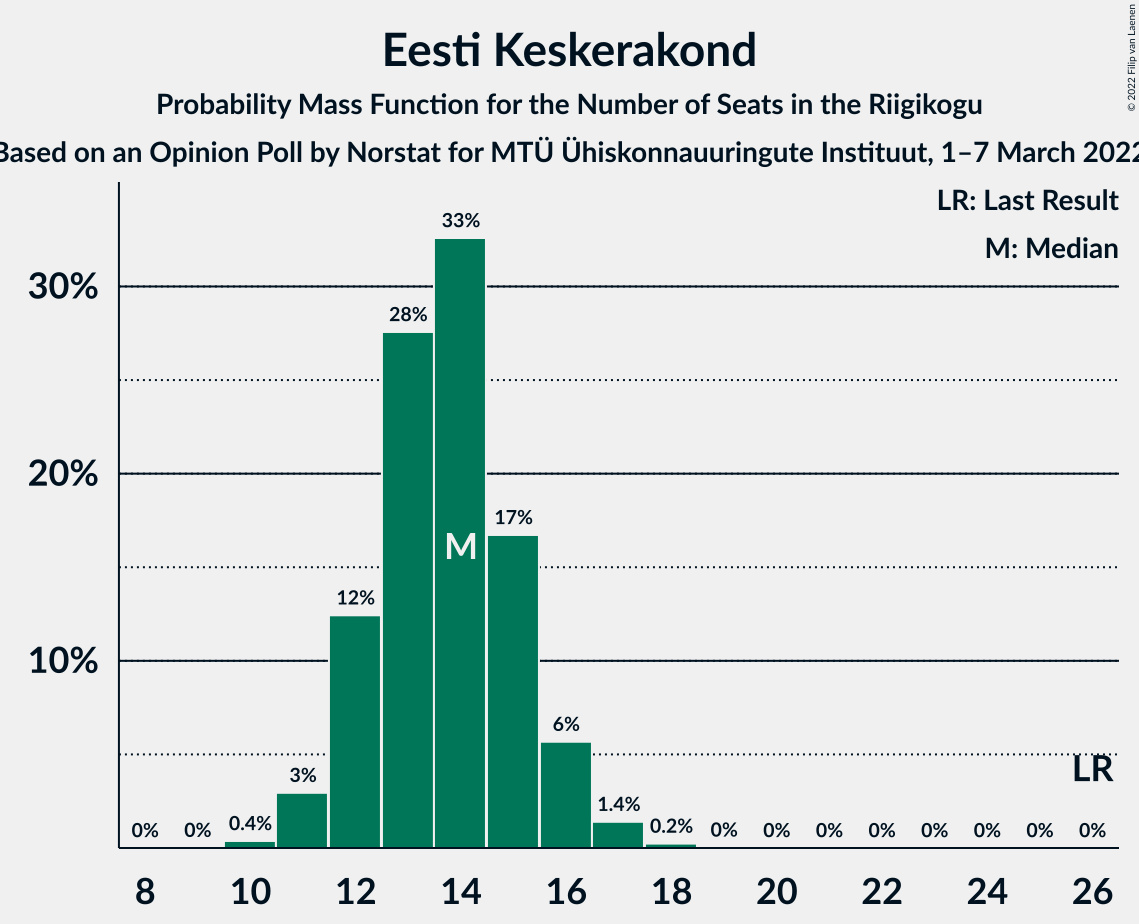 Eesti Keskerakond
Probability Mass Function for the Number of Seats in the Riigikogu
Based on an Opinion Poll by Norstat for MTÜ Ühiskonnauuringute Instituut, 1–7 March 2022
© 2022 Filip van Laenen
LR: Last Result
M: Median
33%
30%
28%
20%
17%
M
12%
10%
6%
LR
3%
1.4%
0% 0% 0.4% 0.2% 0% 0% 0% 0% 0% 0% 0% 0%
8 10 12 14 16 18 20 22 24 26